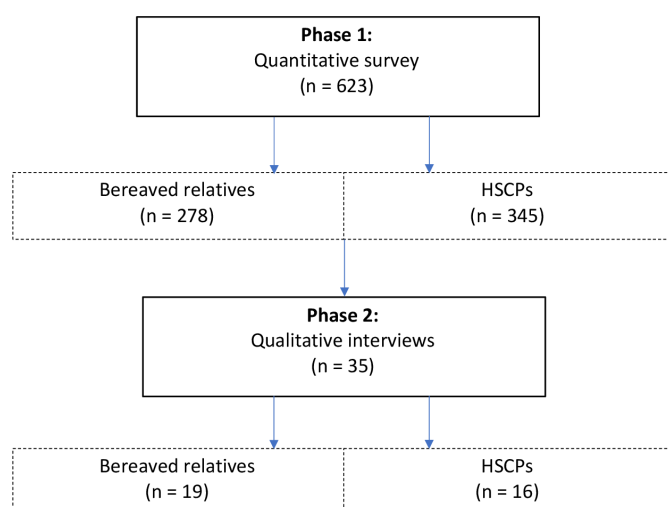 Phase 1:
Quantitative survey
(n = 623)
Bereaved relatives
(n = 278)
HSCPs
(n = 345)
Phase 2:
Qualitative interviews
(n = 35)
Bereaved relatives
(n = 19)
HSCPs
(n = 16)